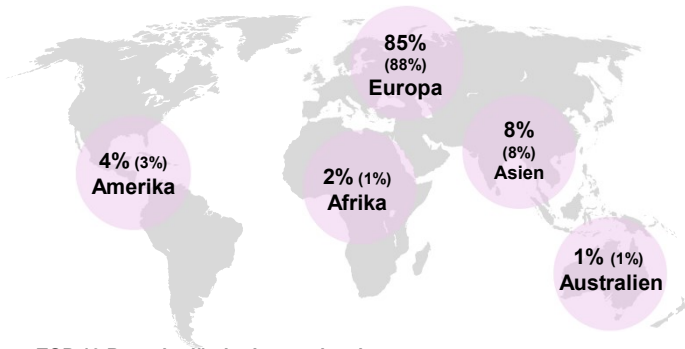 85%
(88%)
Europa
8%
(8%)
Asien
4% (3%)
Amerika
2% (1%)
Afrika
1% (1%)
Australien